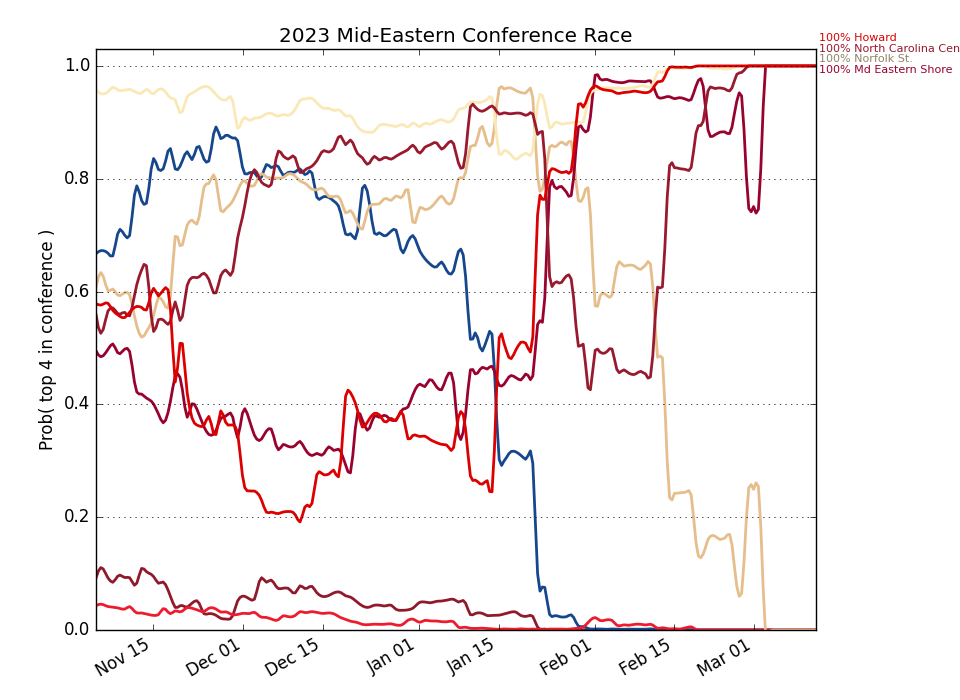 2023 Mid-Eastern Conference Race
100% Howard
100% North Carolina Cen
100% Norfolk St.
100% Md Eastern Shore
Prob( top 4 in conference )
1.0
0.8
0.6
0.4
0.2
0.0
Nov 15
Dec 01
Dec 15
Jan 01
Jan 15
Feb 01
Feb 15
Mar 01